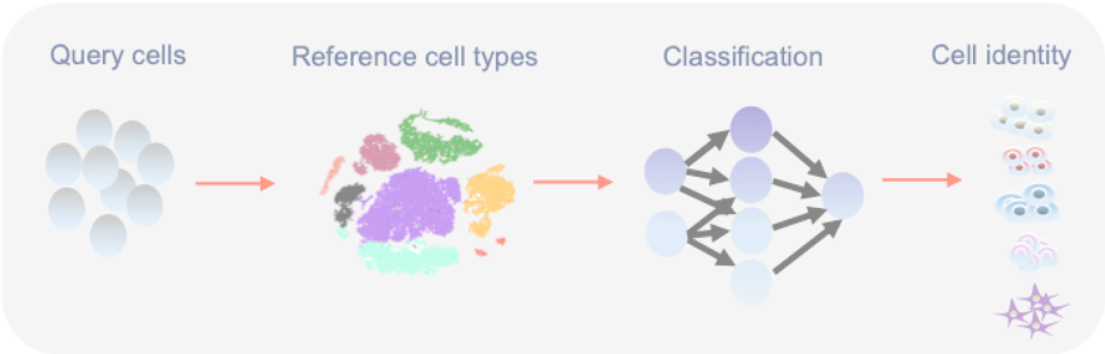 Query cells
Reference cell types
Classification
Cell identity